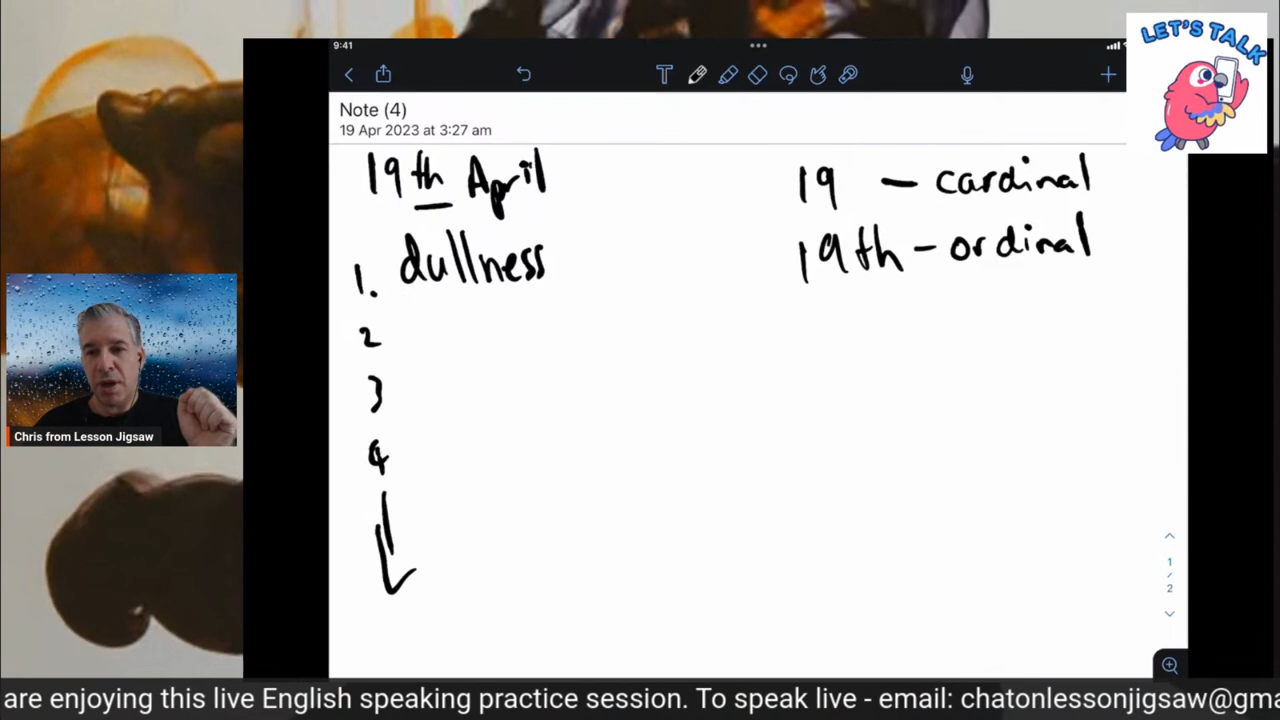 LET'S TALK
9:41
Note (4)
19 Apr 2023 at 3:27 am
19th April
19 - cardinal
19th - ordinal
1. dullness
2
3
4
Chris from Lesson Jigsaw
1
/
2
are enjoying this live English speaking practice session. To speak live - email: chatonlessonjigsaw@gma